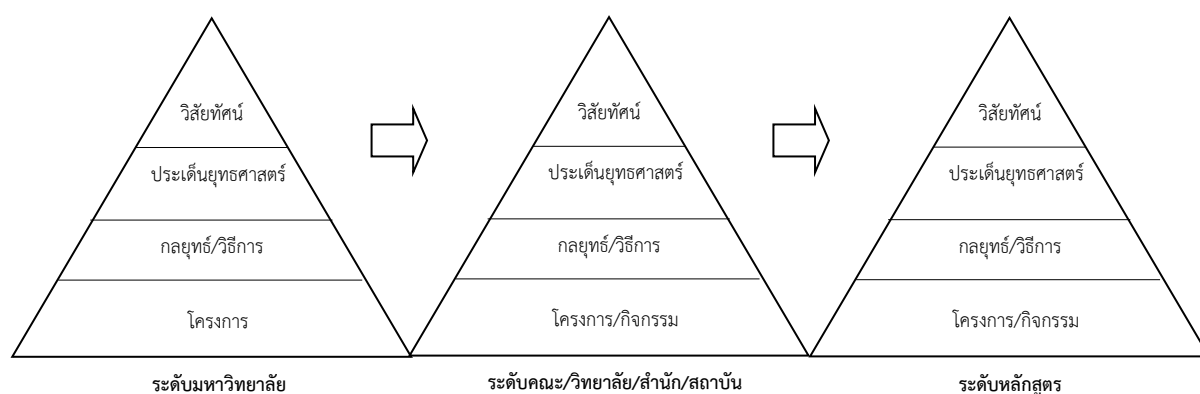 วิสัยทัศน์
ประเด็นยุทธศาสตร์
กลยุทธ์/วิธีการ
โครงการ
ระดับมหาวิทยาลัย
วิสัยทัศน์
ประเด็นยุทธศาสตร์
กลยุทธ์/วิธีการ
โครงการ/กิจกรรม
ระดับคณะ/วิทยาลัย/สำนัก/สถาบัน
วิสัยทัศน์
ประเด็นยุทธศาสตร์
กลยุทธ์/วิธีการ
โครงการ/กิจกรรม
ระดับหลักสูตร